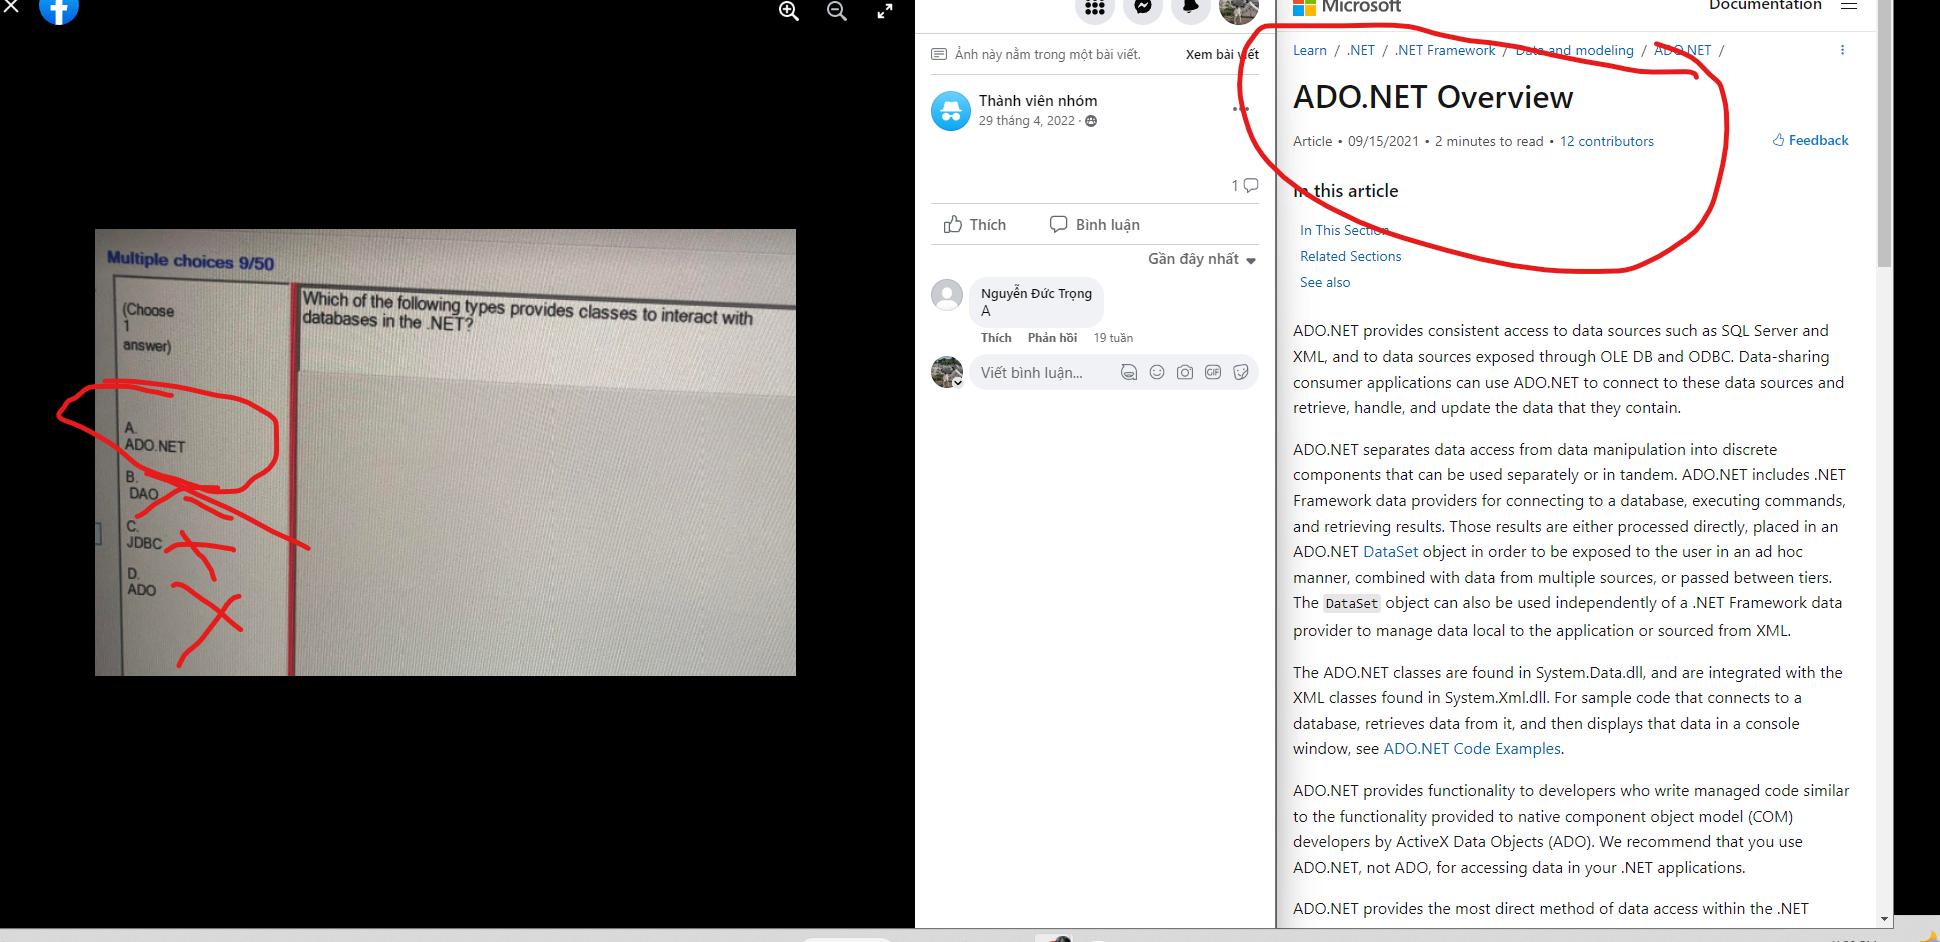 Multiple choices 9/50
(Choose
1
answer)
Which of the following types provides classes to interact with
databases in the .NET?
A.
ADO.NET
B.
DAO
C.
JDBC
D.
ADO
Ảnh này nằm trong một bài viết.
Xem bài viết
Thành viên nhóm
29 tháng 4, 2022 ·
1
Thích
Bình luận
Gần đây nhất
Nguyễn Đức Trọng
A
Thích Phản hồi 19 tuần
Viết bình luận...
GIF
Microsoft
Documentation
Learn / .NET / .NET Framework / Data and modeling / ADO.NET /
ADO.NET Overview
Article • 09/15/2021 • 2 minutes to read • 12 contributors
Feedback
In this article
In This Section
Related Sections
See also
ADO.NET provides consistent access to data sources such as SQL Server and
XML, and to data sources exposed through OLE DB and ODBC. Data-sharing
consumer applications can use ADO.NET to connect to these data sources and
retrieve, handle, and update the data that they contain.
ADO.NET separates data access from data manipulation into discrete
components that can be used separately or in tandem. ADO.NET includes .NET
Framework data providers for connecting to a database, executing commands,
and retrieving results. Those results are either processed directly, placed in an
ADO.NET DataSet object in order to be exposed to the user in an ad hoc
manner, combined with data from multiple sources, or passed between tiers.
The DataSet object can also be used independently of a .NET Framework data
provider to manage data local to the application or sourced from XML.
The ADO.NET classes are found in System.Data.dll, and are integrated with the
XML classes found in System.Xml.dll. For sample code that connects to a
database, retrieves data from it, and then displays that data in a console
window, see ADO.NET Code Examples.
ADO.NET provides functionality to developers who write managed code similar
to the functionality provided to native component object model (COM)
developers by ActiveX Data Objects (ADO). We recommend that you use
ADO.NET, not ADO, for accessing data in your .NET applications.
ADO.NET provides the most direct method of data access within the .NET